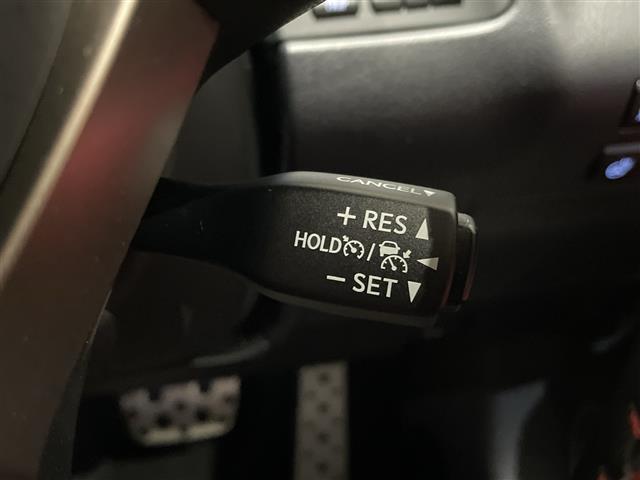 CANCEL▼
+ RES ▲
HOLD / ◀
− SET ▼